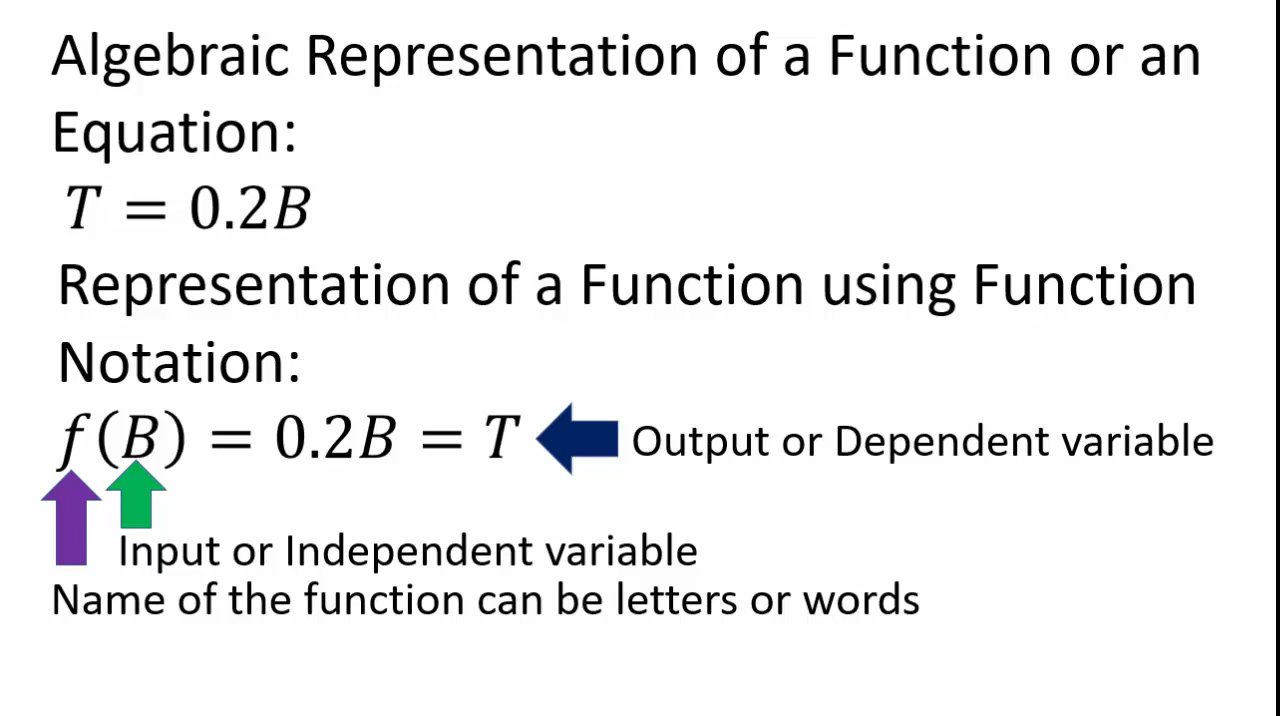 Algebraic Representation of a Function or an
Equation:
T = 0.2B
Representation of a Function using Function
Notation:
f(B) = 0.2B = T
Output or Dependent variable
Input or Independent variable
Name of the function can be letters or words